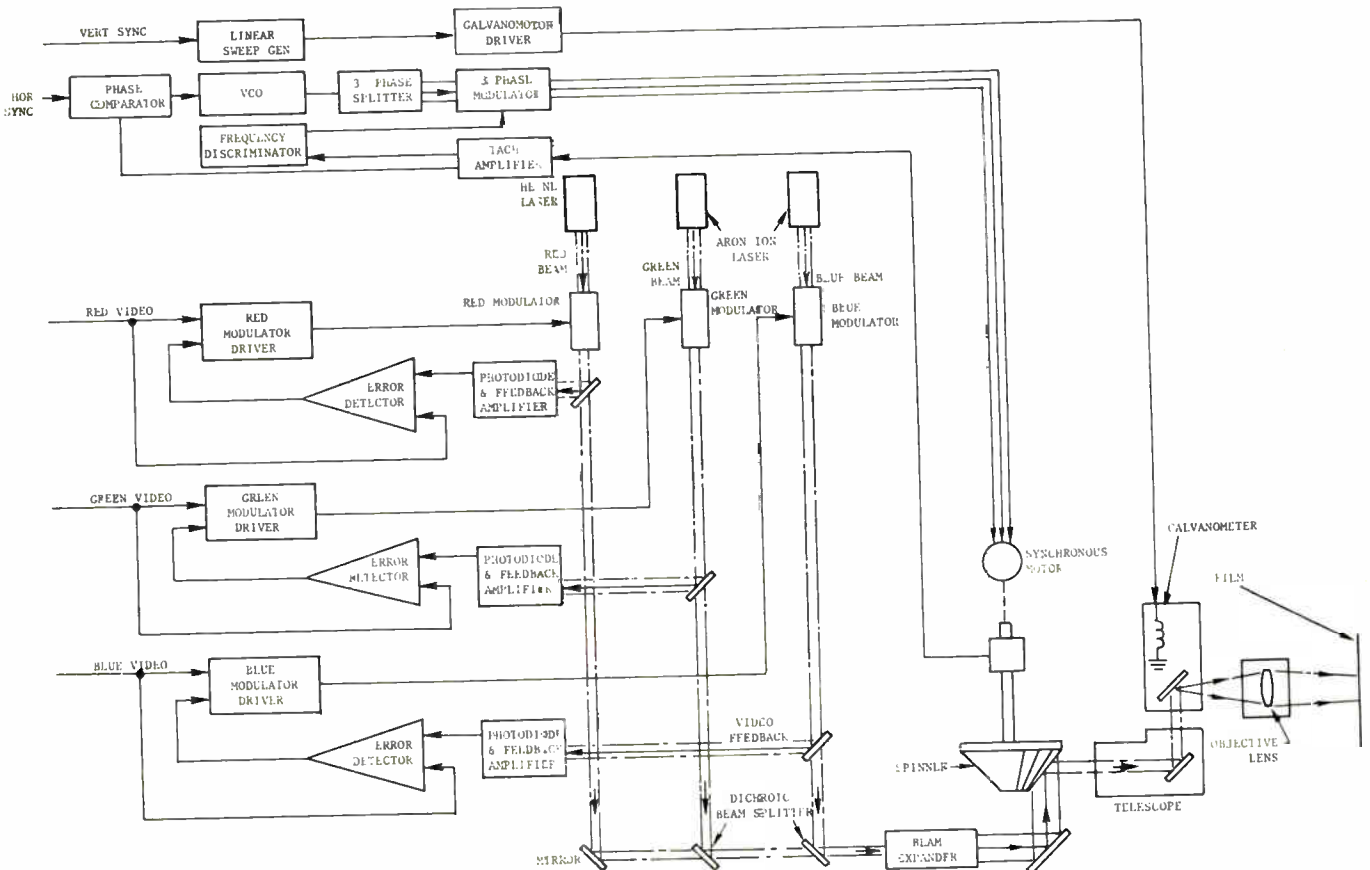 VERT SYNC
LINEAR
SWEEP GEN
GALVANOMOTOR
DRIVER
HOR
SYNC
PHASE
COMPARATOR
VCO
3 PHASE
SPLITTER
3 PHASE
MODULATOR
FREQUENCY
DISCRIMINATOR
TACH
AMPLIFIER
HE NE
LASER
ARON ION
LASER
RED
BEAM
GREEN
BEAM
BLUE BEAM
RED MODULATOR
GREEN
MODULATOR
BLUE
MODULATOR
RED VIDEO
RED
MODULATOR
DRIVER
ERROR
DETECTOR
PHOTODIODE
& FEEDBACK
AMPLIFIER
GREEN VIDEO
GREEN
MODULATOR
DRIVER
ERROR
DETECTOR
PHOTODIODE
& FEEDBACK
AMPLIFIER
SYNCHRONOUS
MOTOR
GALVANOMETER
FILM
BLUE VIDEO
BLUE
MODULATOR
DRIVER
ERROR
DETECTOR
PHOTODIODE
& FEEDBACK
AMPLIFIER
VIDEO
FEEDBACK
SPINNER
TELESCOPE
OBJECTIVE
LENS
DICHROIC
BEAM SPLITTER
MIRROR
BEAM
EXPANDER